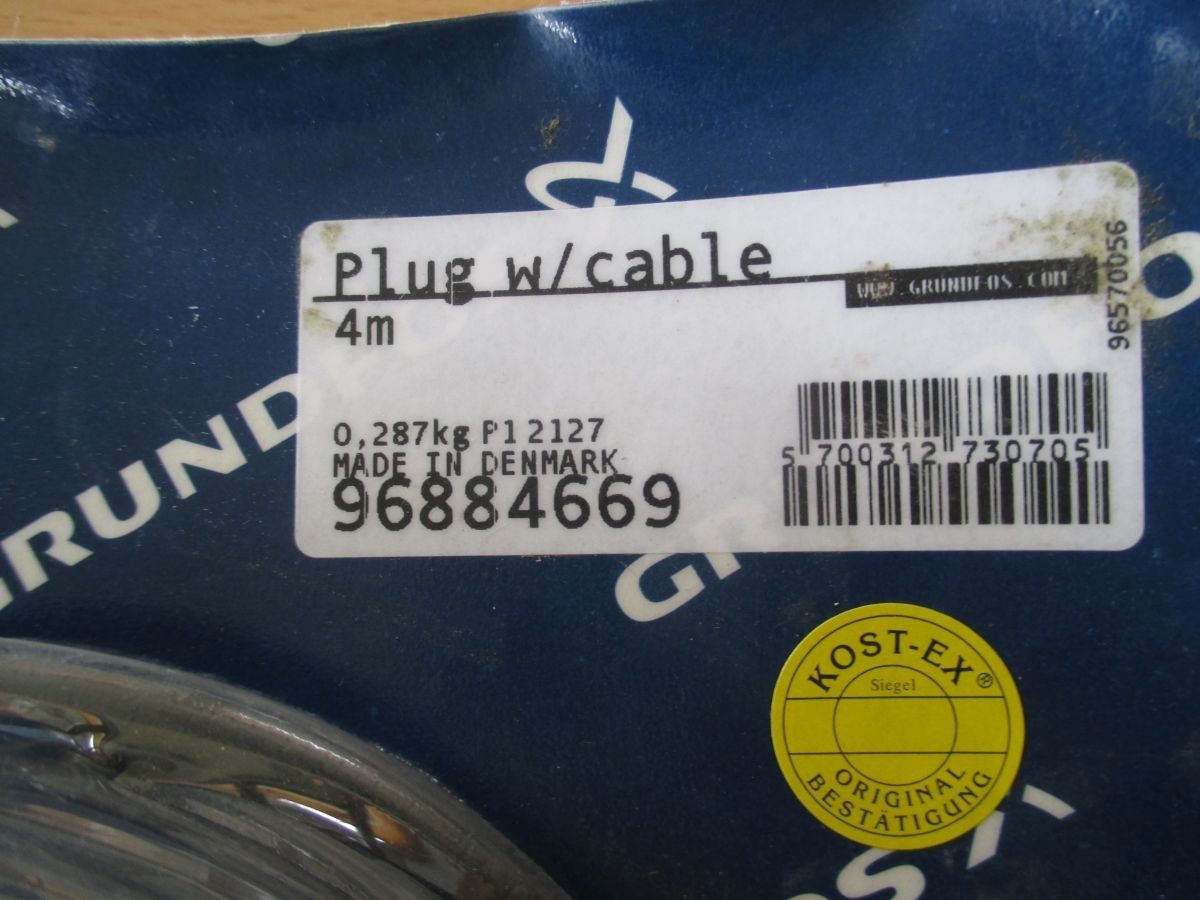 Plug w/cable
WWW.GRUNDFOS.COM
4m
96570056
0,287kg P1 2127
MADE IN DENMARK
96884669
5 700312 730705
GRUNDFOS
KOST-EX®
Siegel
ORIGINAL
BESTÄTIGUNG